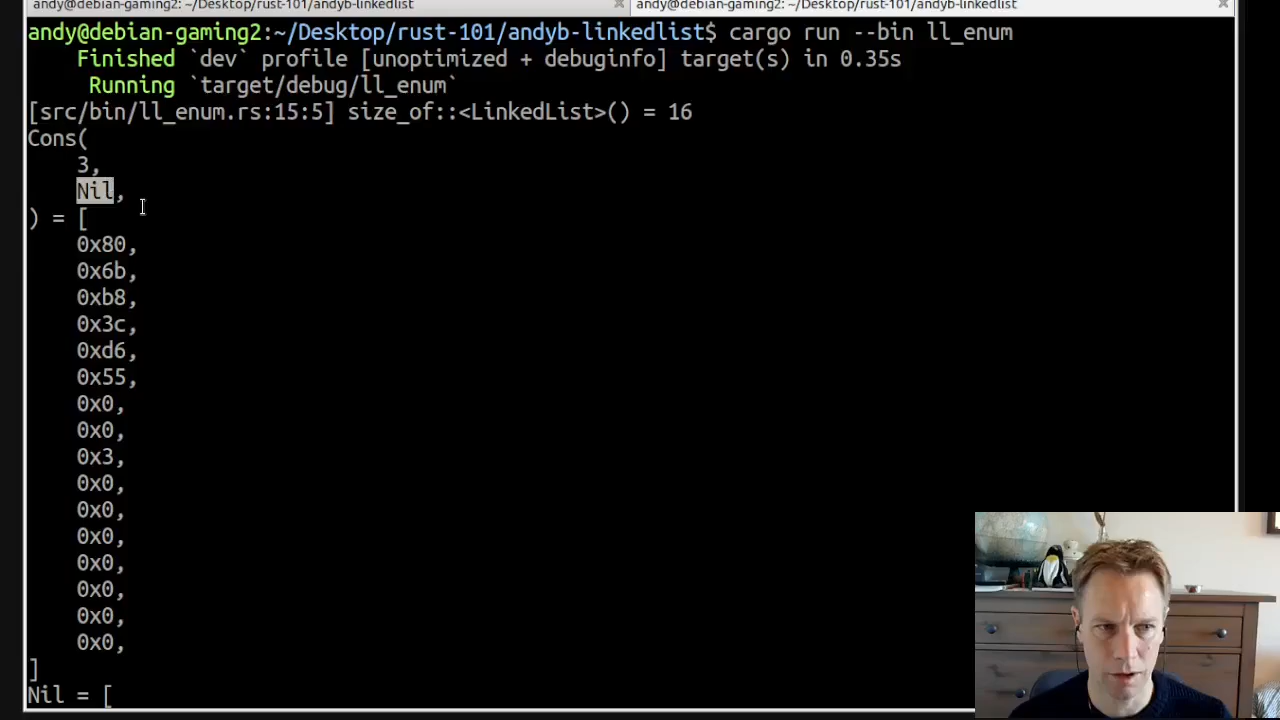 andy@debian-gaming2: ~/Desktop/rust-101/andyb-linkedlist
andy@debian-gaming2: ~/Desktop/rust-101/andyb-linkedlist
andy@debian-gaming2:~/Desktop/rust-101/andyb-linkedlist$ cargo run --bin ll_enum
Finished `dev` profile [unoptimized + debuginfo] target(s) in 0.35s
Running `target/debug/ll_enum`
[src/bin/ll_enum.rs:15:5] size_of::<LinkedList>() = 16
Cons(
3,
Nil,
) = [
0x80,
0x6b,
0xb8,
0x3c,
0xd6,
0x55,
0x0,
0x0,
0x3,
0x0,
0x0,
0x0,
0x0,
0x0,
0x0,
0x0,
]
Nil = [